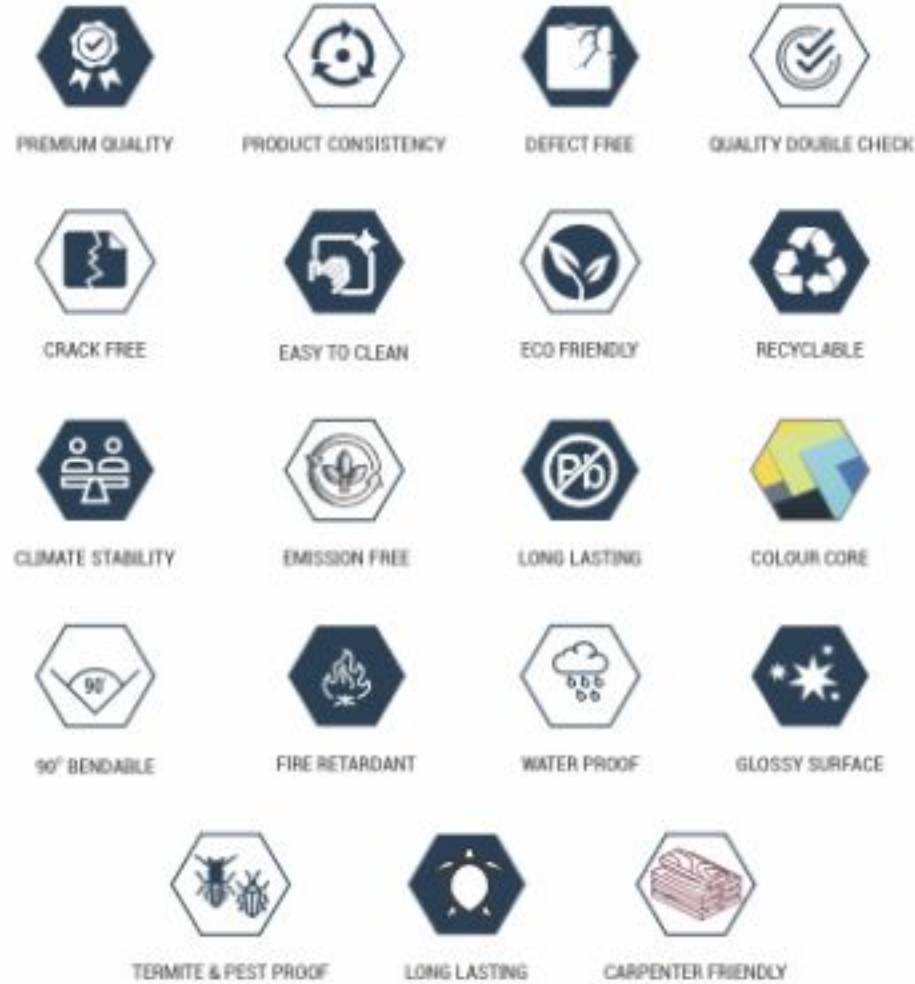 PREMIUM QUALITY
PRODUCT CONSISTENCY
DEFECT FREE
QUALITY DOUBLE CHECK
CRACK FREE
EASY TO CLEAN
ECO FRIENDLY
RECYCLABLE
CLIMATE STABILITY
EMISSION FREE
Pb
LONG LASTING
COLOUR CORE
90°
90° BENDABLE
FIRE RETARDANT
WATER PROOF
GLOSSY SURFACE
TERMITE & PEST PROOF
LONG LASTING
CARPENTER FRIENDLY